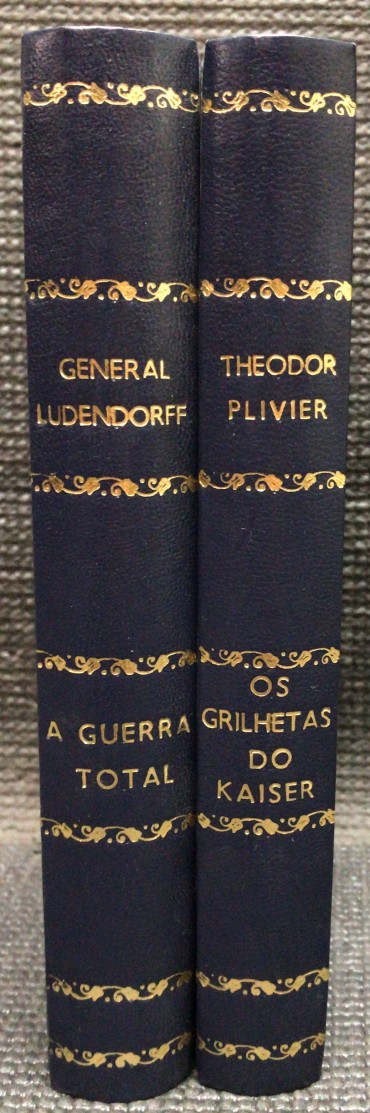 GENERAL
LUDENDORFF
A GUERRA
TOTAL
THEODOR
PLIVIER
OS
GRILHETAS
DO
KAISER